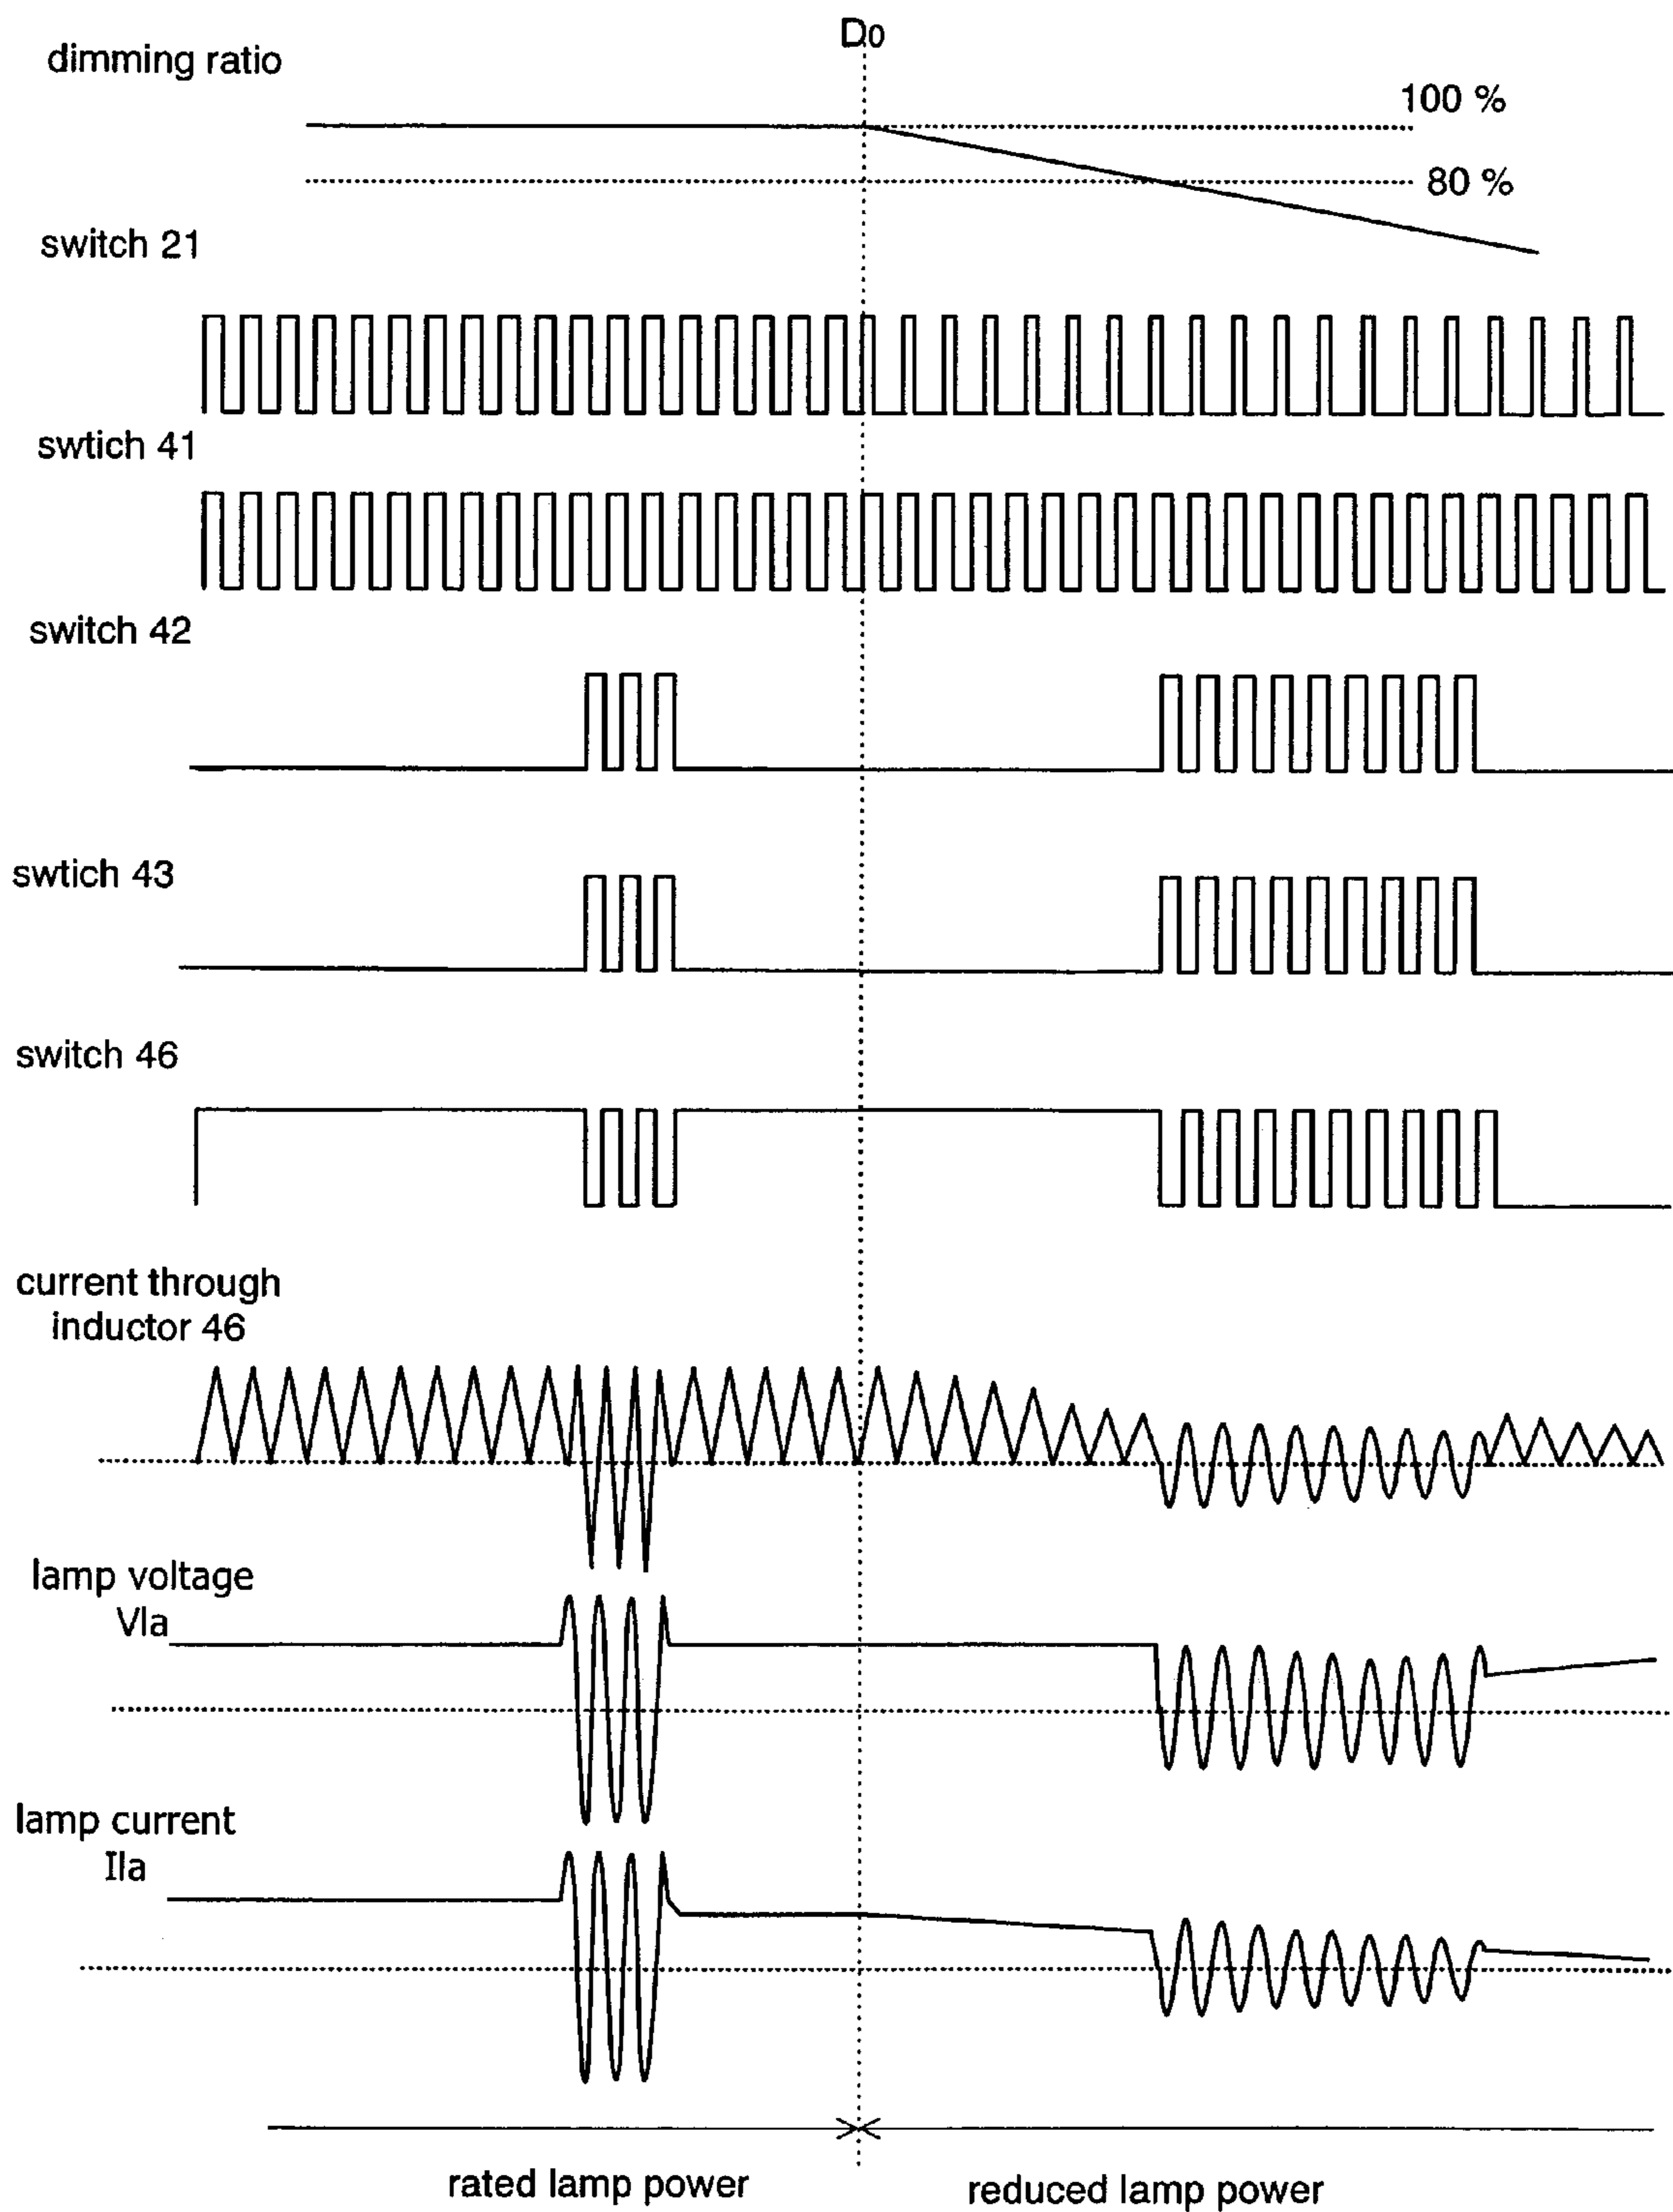 D0
dimming ratio
100 %
80 %
switch 21
swtich 41
switch 42
swtich 43
switch 46
current through
inductor 46
lamp voltage
Vla
lamp current
Ila
rated lamp power
reduced lamp power